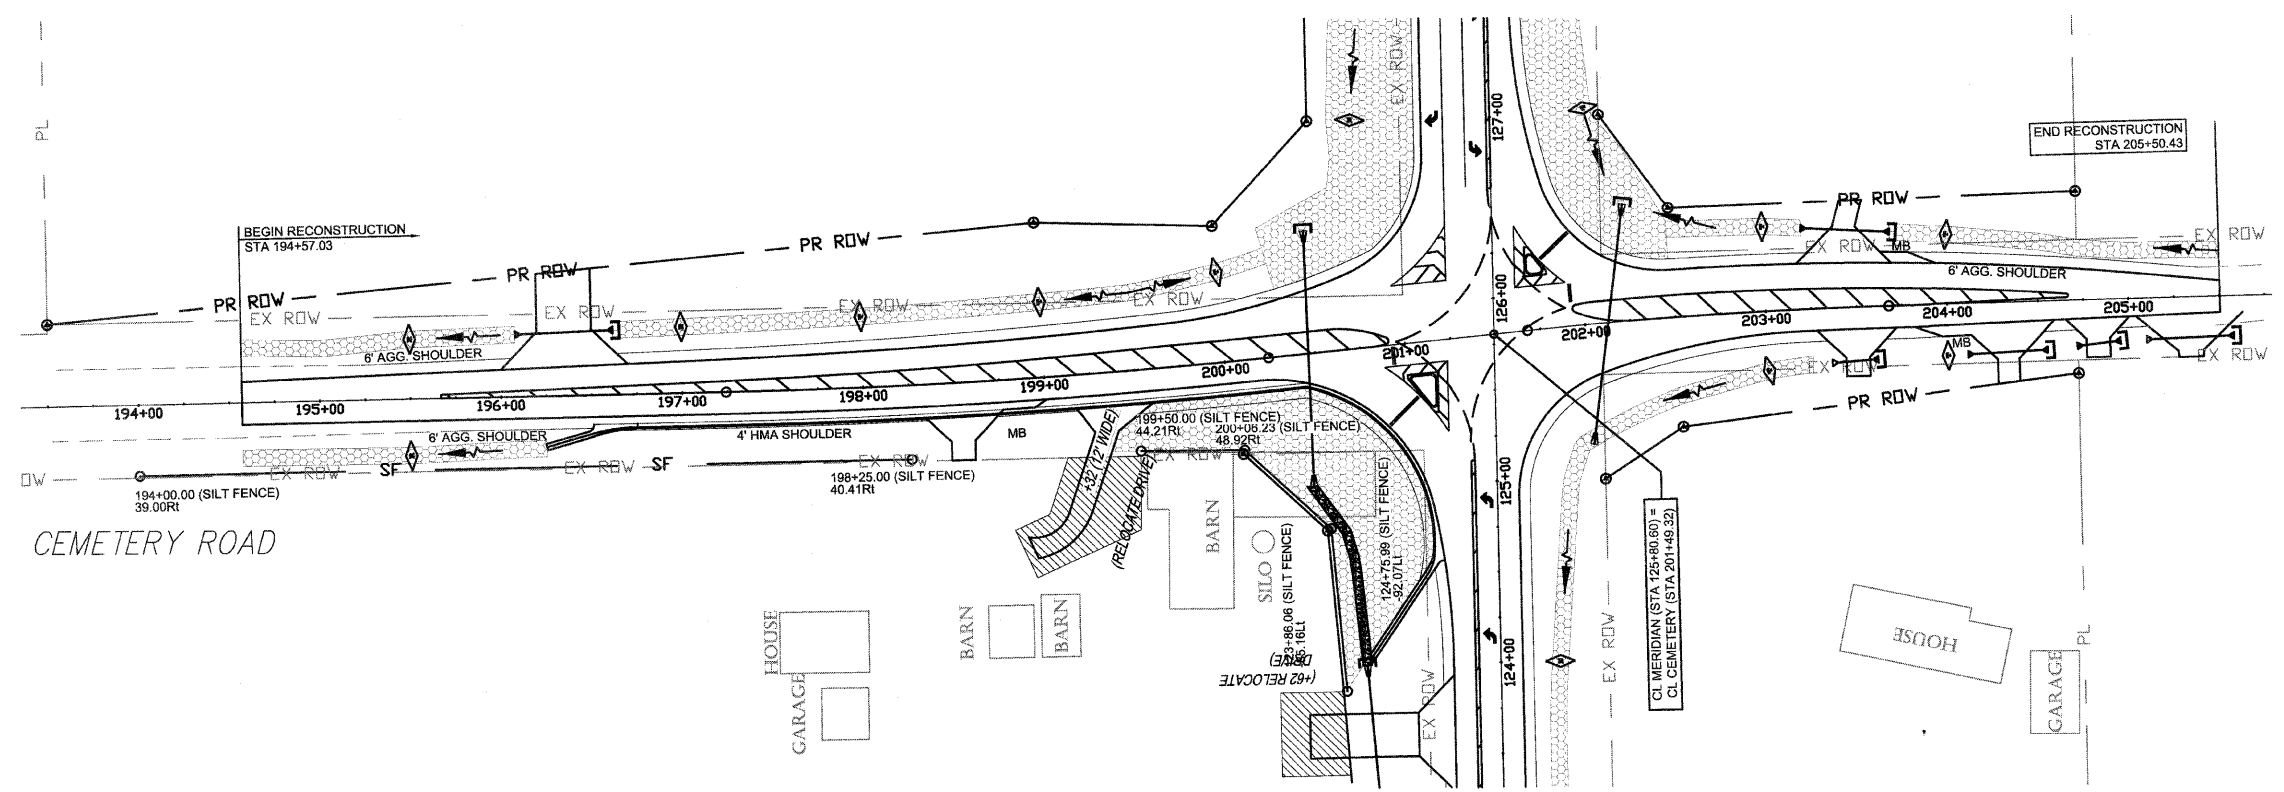 PL
EX ROW
127+00
END RECONSTRUCTION
STA 205+50.43
PR ROW
EX ROW
MB
EX ROW
6' AGG. SHOULDER
BEGIN RECONSTRUCTION
STA 194+57.03
PR ROW
PR ROW
PR ROW
EX ROW
EX ROW
EX ROW
EX ROW
126+00
6' AGG. SHOULDER
194+00
195+00
196+00
197+00
198+00
199+00
200+00
201+00
202+00
203+00
204+00
205+00
MB
EX ROW
EX ROW
PR ROW
6' AGG. SHOULDER
4' HMA SHOULDER
MB
+32 (12' WIDE)
(RELOCATE DRIVE)
199+50.00 (SILT FENCE)
44.21Rt
200+06.23 (SILT FENCE)
48.92Rt
OW
EX ROW
SF
EX ROW
SF
EX ROW
EX ROW
194+00.00 (SILT FENCE)
39.00Rt
198+25.00 (SILT FENCE)
40.41Rt
CEMETERY ROAD
BARN
SILO
124+75.99 (SILT FENCE)
-92.07Lt
125+00
CL MERIDIAN (STA 125+80.60) =
CL CEMETERY (STA 201+49.32)
HOUSE
GARAGE
BARN
BARN
(+62 RELOCATE
DRIVE)
124+00
EX ROW
EX ROW
HOUSE
GARAGE
PL